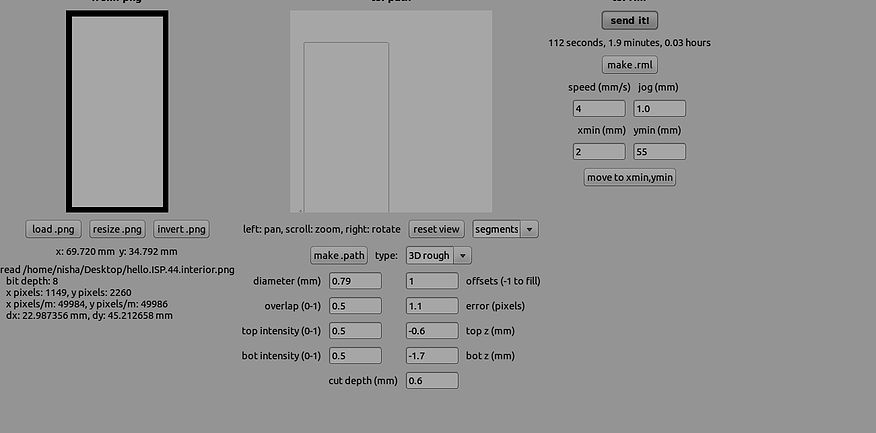 send it!
112 seconds, 1.9 minutes, 0.03 hours
make .rml
speed (mm/s) jog (mm)
4 1.0
xmin (mm) ymin (mm)
2 55
move to xmin,ymin
load .png resize .png invert .png
x: 69.720 mm y: 34.792 mm
read /home/nisha/Desktop/hello.ISP.44.interior.png
bit depth: 8
x pixels: 1149, y pixels: 2260
x pixels/m: 49984, y pixels/m: 49986
dx: 22.987356 mm, dy: 45.212658 mm
left: pan, scroll: zoom, right: rotate reset view segments
make .path type: 3D rough
diameter (mm) 0.79 1 offsets (-1 to fill)
overlap (0-1) 0.5 1.1 error (pixels)
top intensity (0-1) 0.5 -0.6 top z (mm)
bot intensity (0-1) 0.5 -1.7 bot z (mm)
cut depth (mm) 0.6